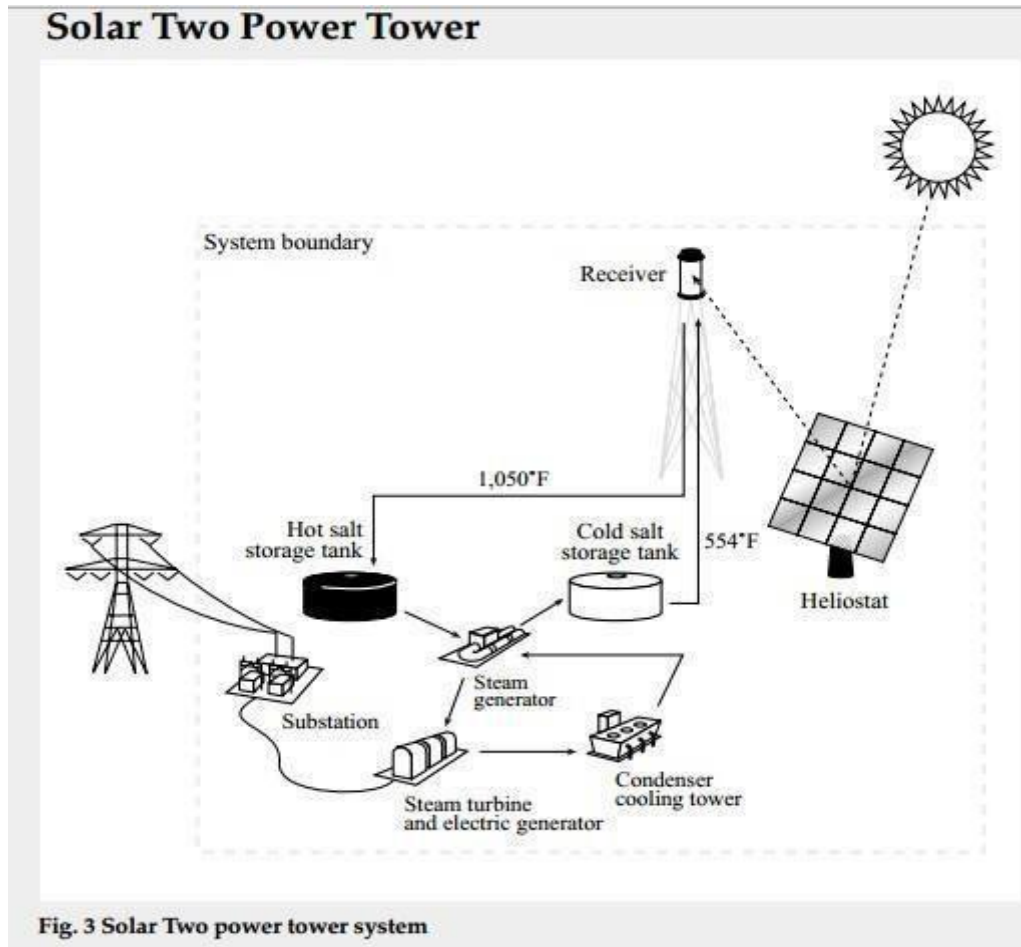 Solar Two Power Tower
System boundary
Receiver
1,050°F
Hot salt
storage tank
Cold salt
storage tank
554°F
Heliostat
Steam
generator
Substation
Condenser
cooling tower
Steam turbine
and electric generator
Fig. 3 Solar Two power tower system